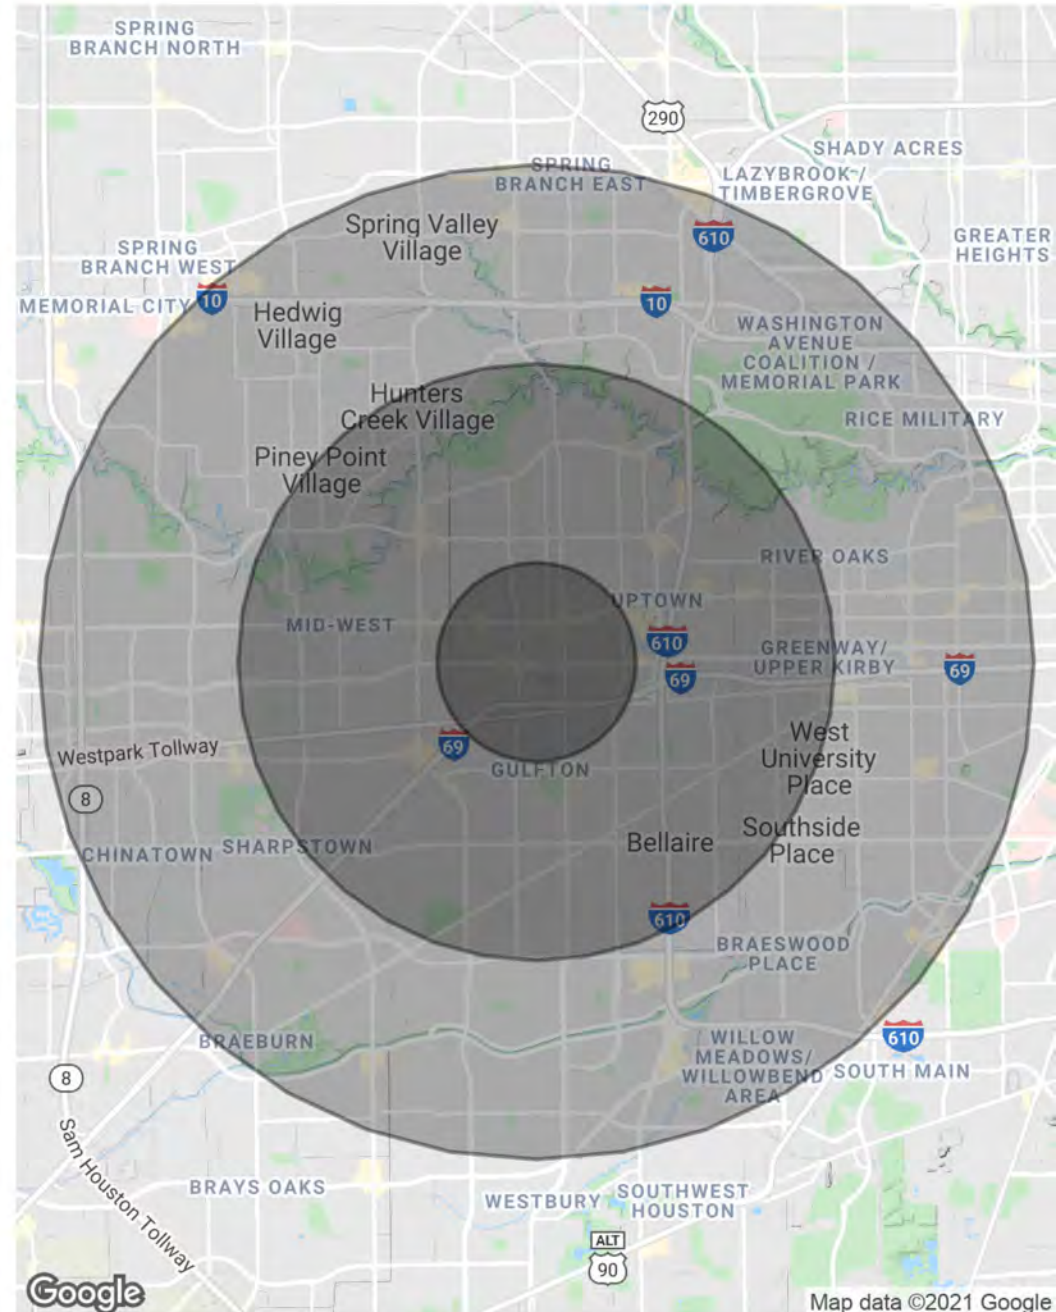 SPRING
BRANCH NORTH
290
SHADY ACRES
SPRING
BRANCH EAST
LAZYBROOK /
TIMBERGROVE
Spring Valley
Village
610
GREATER
HEIGHTS
SPRING
BRANCH WEST
MEMORIAL CITY
10
10
Hedwig
Village
WASHINGTON
AVENUE
COALITION /
MEMORIAL PARK
Hunters
Creek Village
RICE MILITARY
Piney Point
Village
RIVER OAKS
UPTOWN
MID-WEST
610
GREENWAY/
UPPER KIRBY
69
69
Westpark Tollway
69
West
University
Place
GULFTON
8
Bellaire
Southside
Place
CHINATOWN
SHARPSTOWN
610
BRAESWOOD
PLACE
BRAEBURN
WILLOW
MEADOWS/
WILLOWBEND
AREA
610
SOUTH MAIN
8
Sam Houston Tollway
BRAYS OAKS
WESTBURY
SOUTHWEST
HOUSTON
ALT
90
Google
Map data ©2021 Google